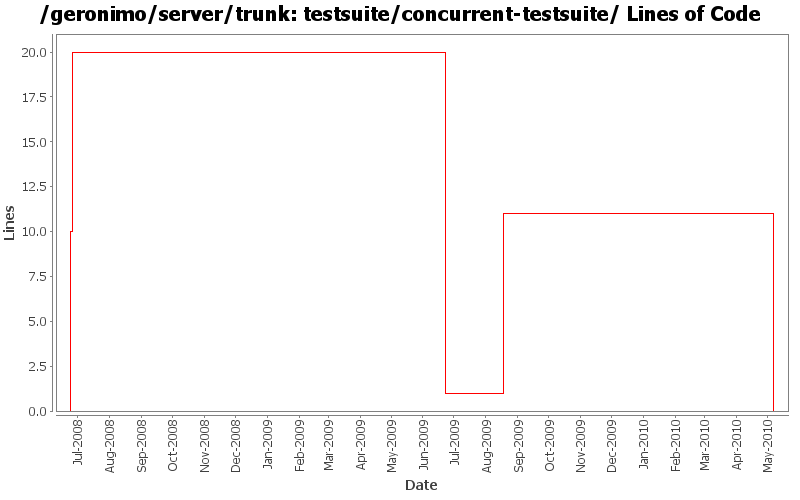 /geronimo/server/trunk: testsuite/concurrent-testsuite/ Lines of Code
20.0
17.5
15.0
12.5
10.0
7.5
5.0
2.5
0.0
Lines
Jul-2008
Aug-2008
Sep-2008
Oct-2008
Nov-2008
Dec-2008
Jan-2009
Feb-2009
Mar-2009
Apr-2009
May-2009
Jun-2009
Jul-2009
Aug-2009
Sep-2009
Oct-2009
Nov-2009
Dec-2009
Jan-2010
Feb-2010
Mar-2010
Apr-2010
May-2010
Date